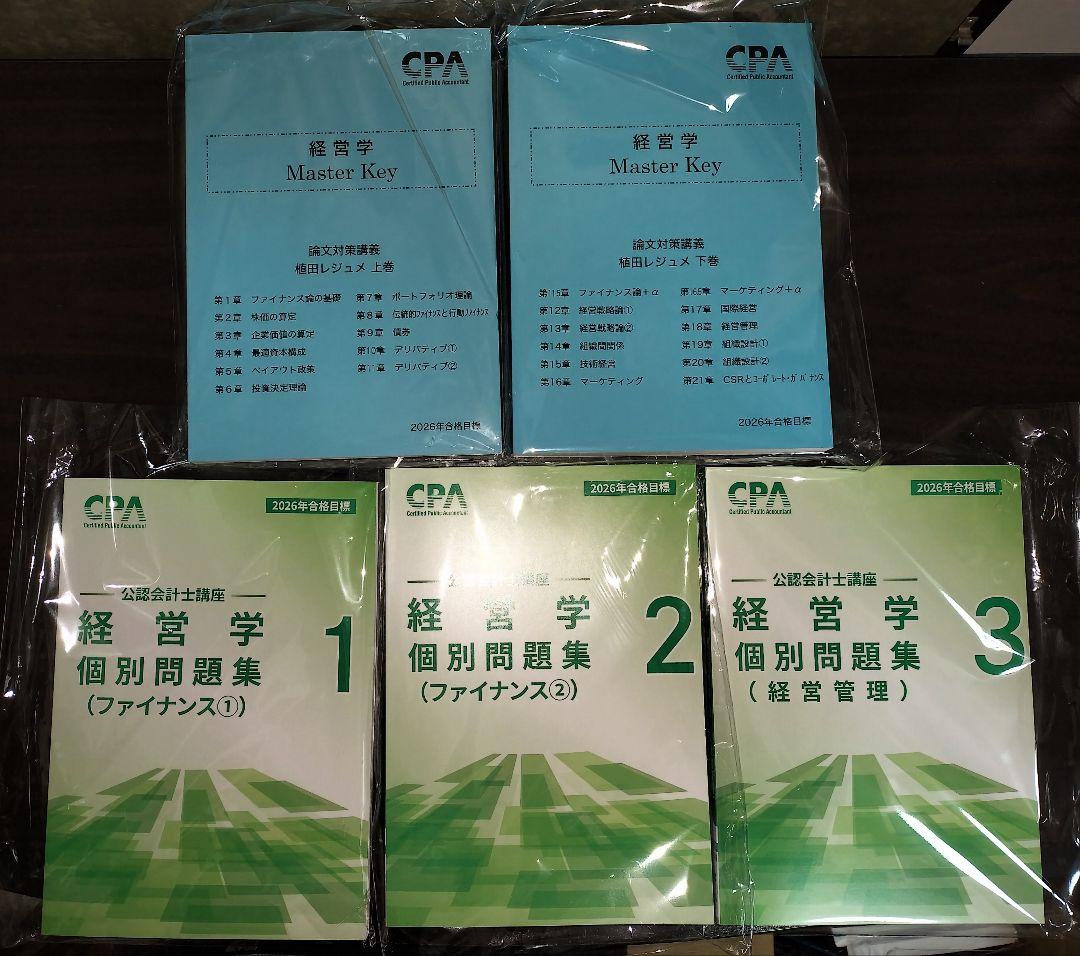 CPA
Certified Public Accountant
経営学
Master Key
論文対策講義
植田レジュメ 上巻
第1章 ファイナンス論の基礎
第2章 株価の算定
第3章 企業価値の算定
第4章 最適資本構成
第5章 ペイアウト政策
第6章 投資決定理論
第7章 ポートフォリオ理論
第8章 伝統的ファイナンスと行動ファイナンス
第9章 債券
第10章 デリバティブ①
第11章 デリバティブ②
2026年合格目標
CPA
Certified Public Accountant
経営学
Master Key
論文対策講義
植田レジュメ 下巻
第11.5章 ファイナンス論+α
第12章 経営戦略論①
第13章 経営戦略論②
第14章 組織間関係
第15章 技術経営
第16章 マーケティング
第16.5章 マーケティング+α
第17章 国際経営
第18章 経営管理
第19章 組織設計①
第20章 組織設計②
第21章 CSRとコーポレート・ガバナンス
2026年合格目標
CPA
Certified Public Accountant
2026年合格目標
公認会計士講座
経営学
個別問題集
(ファイナンス①)
1
CPA
Certified Public Accountant
2026年合格目標
公認会計士講座
経営学
個別問題集
(ファイナンス②)
2
CPA
Certified Public Accountant
2026年合格目標
公認会計士講座
経営学
個別問題集
(経営管理)
3